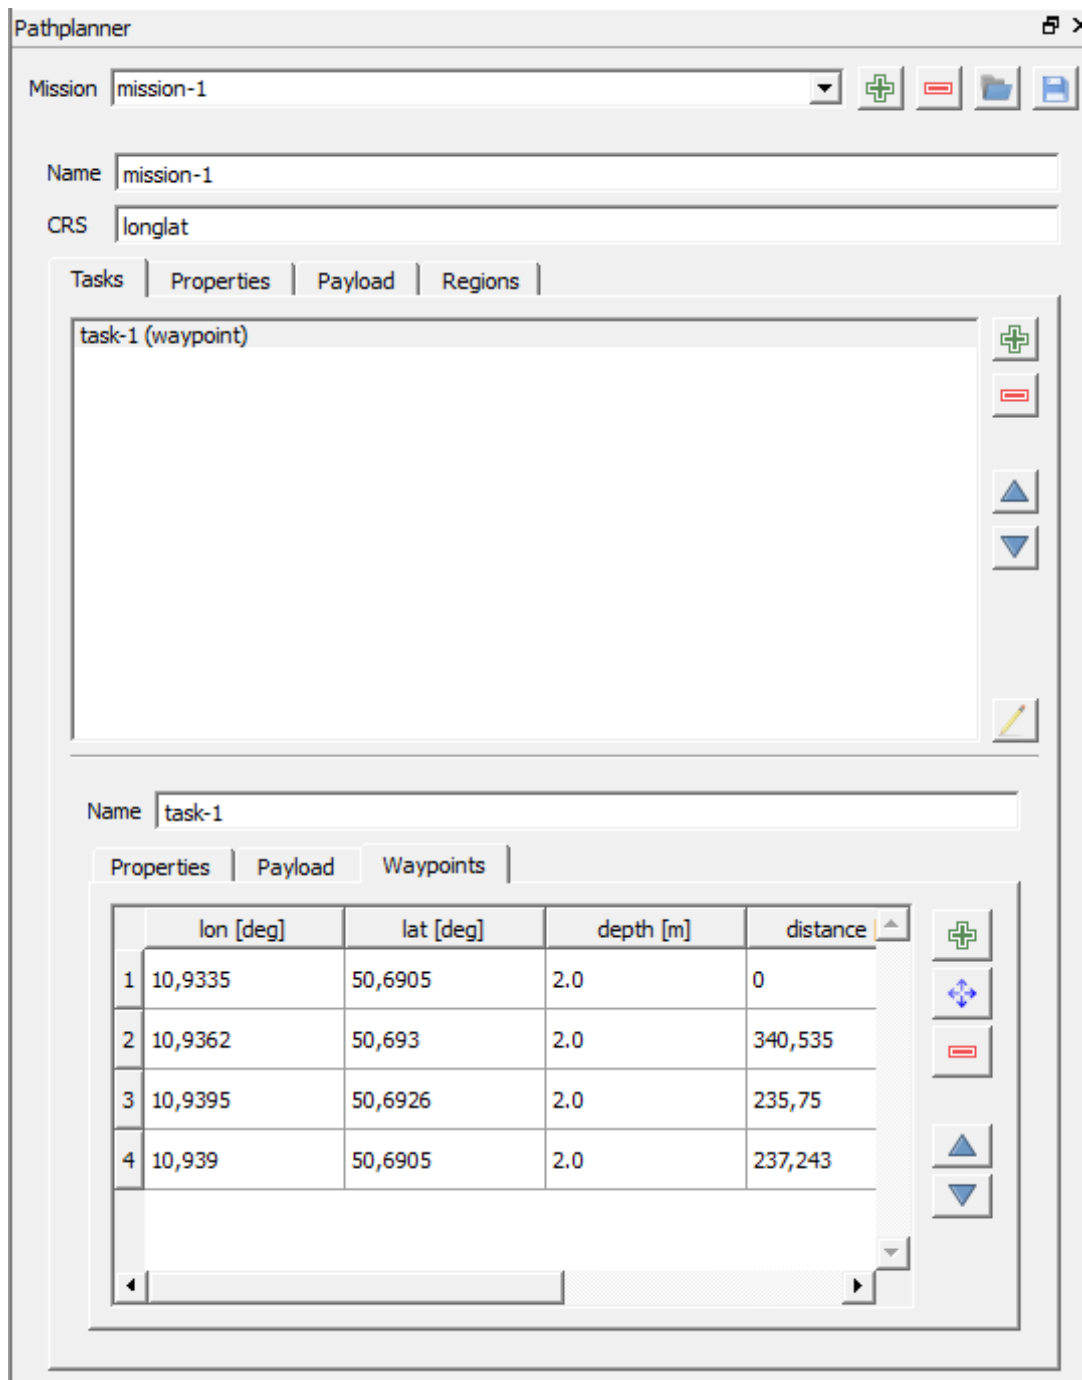 Pathplanner
Mission mission-1
Name mission-1
CRS longlat
Tasks Properties Payload Regions
task-1 (waypoint)
Name task-1
Properties Payload Waypoints
lon [deg] lat [deg] depth [m] distance
1 10,9335 50,6905 2.0 0
2 10,9362 50,693 2.0 340,535
3 10,9395 50,6926 2.0 235,75
4 10,939 50,6905 2.0 237,243